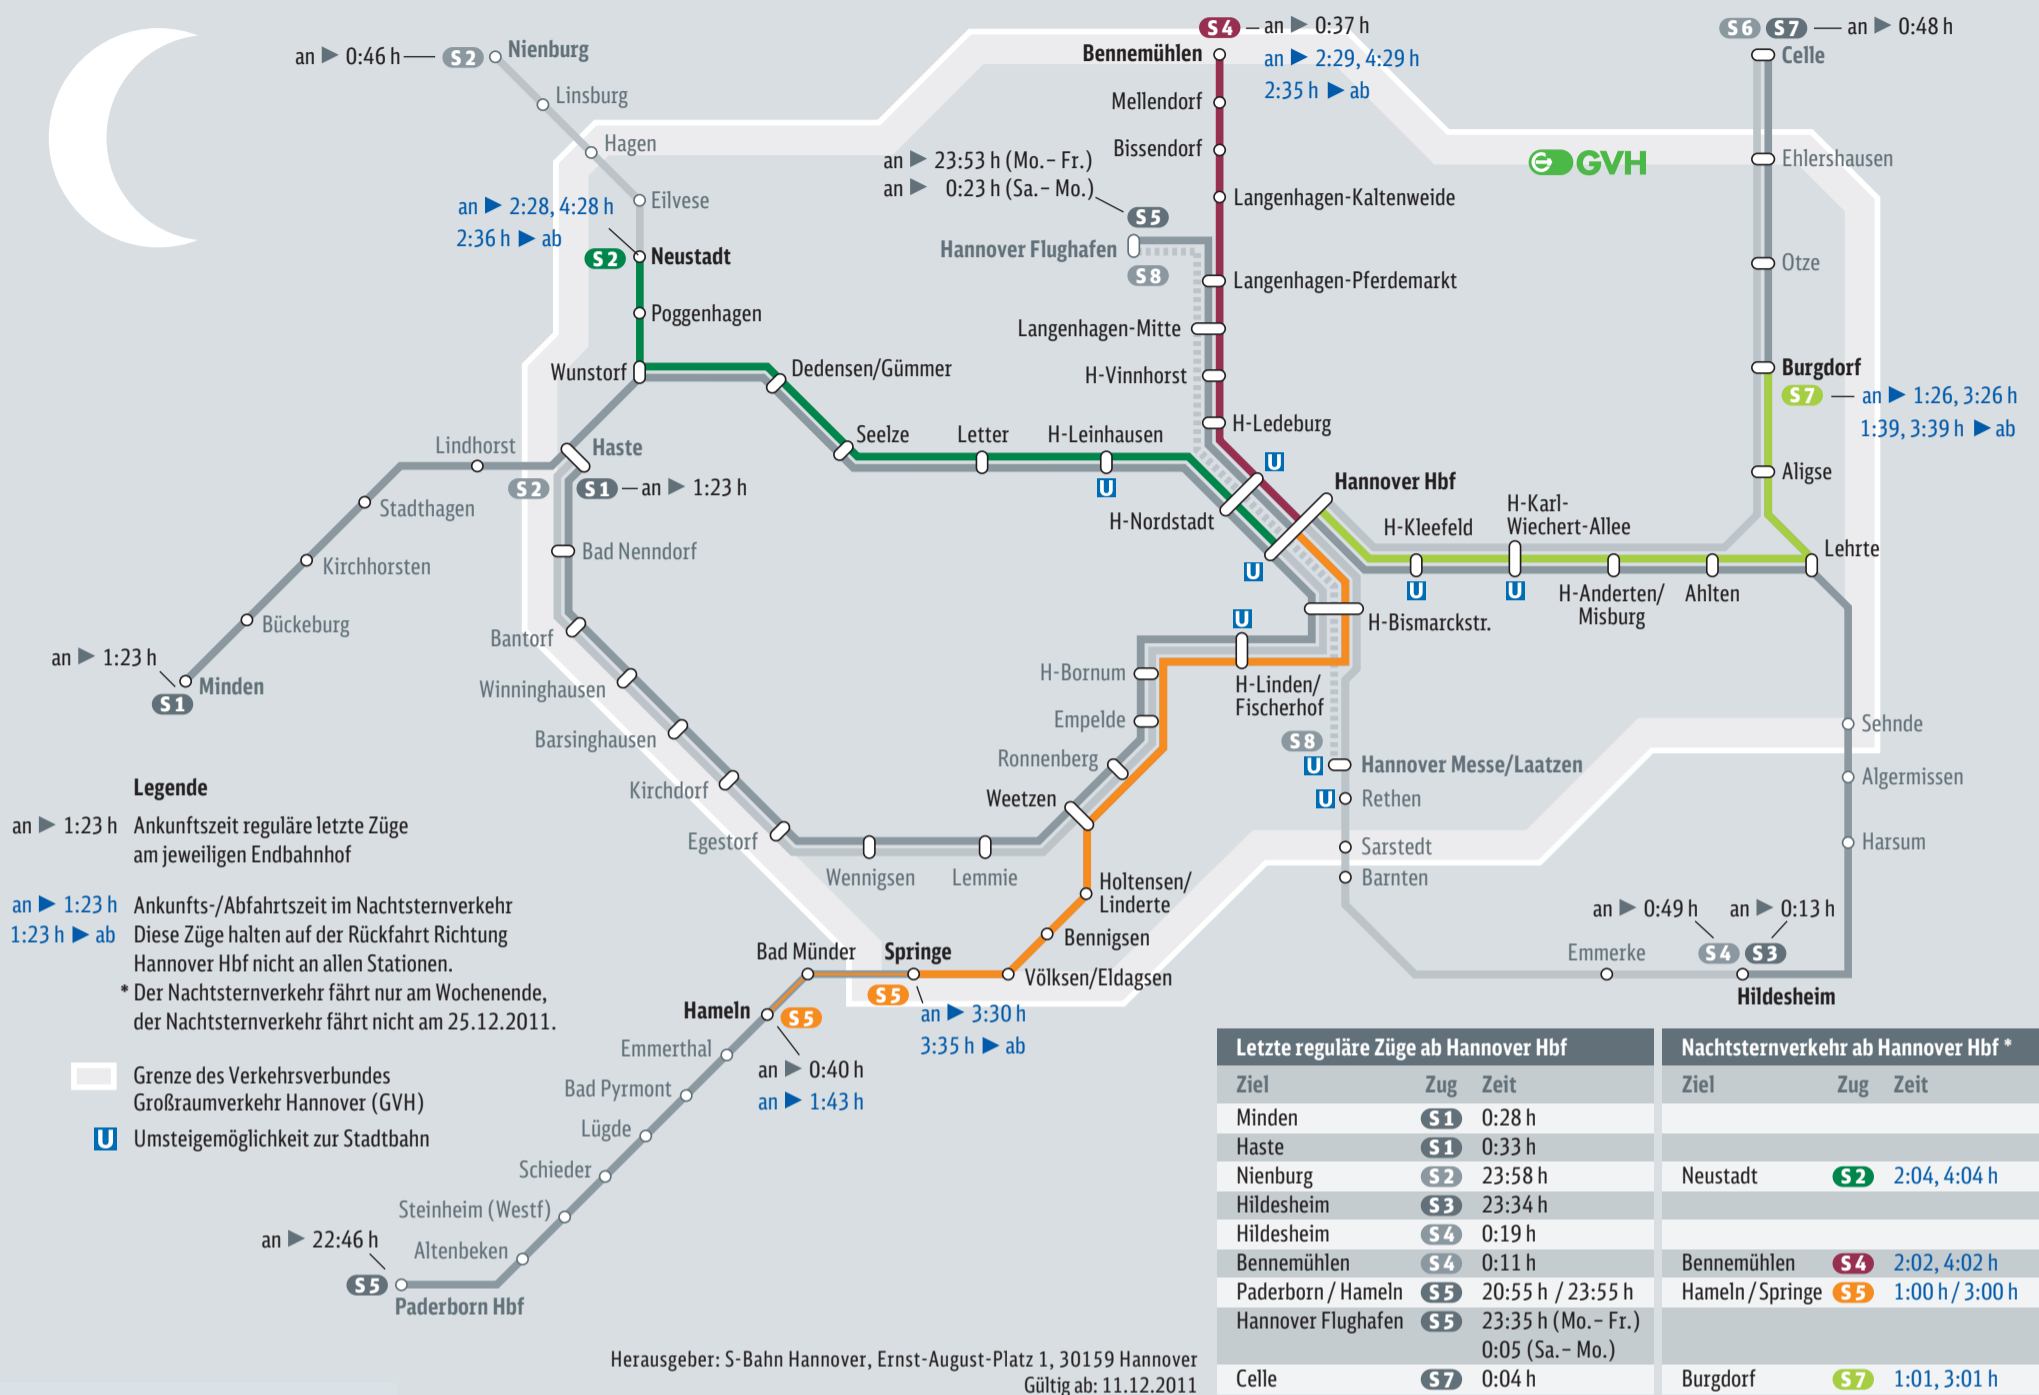 S4 an ▶ 0:37 h
Bennemühlen
an ▶ 2:29, 4:29 h
2:35 h ▶ ab
S6 S7 an ▶ 0:48 h
Celle
an ▶ 0:46 h S2 Nienburg
Linsburg
Hagen
Eilvese
an ▶ 2:28, 4:28 h
2:36 h ▶ ab
S2 Neustadt
Poggenhagen
Wunstorf
Mellendorf
Bissendorf
Langenhagen-Kaltenweide
an ▶ 23:53 h (Mo.– Fr.)
an ▶ 0:23 h (Sa.– Mo.)
S5
Hannover Flughafen
S8
Langenhagen-Pferdemarkt
Langenhagen-Mitte
H-Vinnhorst
H-Ledeburg
GVH
Ehlershausen
Otze
Burgdorf
S7 an ▶ 1:26, 3:26 h
1:39, 3:39 h ▶ ab
Aligse
Lehrte
Dedensen/Gümmer
Seelze
Letter
H-Leinhausen
U
U
H-Nordstadt
Hannover Hbf
U
H-Kleefeld
U
H-Karl-
Wiechert-Allee
U
H-Anderten/
Misburg
Ahlten
Lindhorst
Haste
S2 S1 an ▶ 1:23 h
Stadthagen
Kirchhorsten
Bückeburg
an ▶ 1:23 h
Minden
S1
Bad Nenndorf
Bantorf
Winninghausen
Barsinghausen
Kirchdorf
Egestorf
Wennigsen
Lemmie
Weetzen
Ronnenberg
Empelde
H-Bornum
U
H-Linden/
Fischerhof
H-Bismarckstr.
S8
U Hannover Messe/Laatzen
U Rethen
Sarstedt
Barnten
Emmerke
an ▶ 0:49 h
an ▶ 0:13 h
S4 S3
Hildesheim
Sehnde
Algermissen
Harsum
Holtensen/
Linderte
Bennigsen
Völksen/Eldagsen
Springe
S5
an ▶ 3:30 h
3:35 h ▶ ab
Bad Münder
Hameln
S5
an ▶ 0:40 h
an ▶ 1:43 h
Emmerthal
Bad Pyrmont
Lügde
Schieder
Steinheim (Westf)
Altenbeken
an ▶ 22:46 h
S5
Paderborn Hbf
Legende
an ▶ 1:23 h Ankunftszeit reguläre letzte Züge
am jeweiligen Endbahnhof
an ▶ 1:23 h Ankunfts-/Abfahrtszeit im Nachtsternverkehr
1:23 h ▶ ab Diese Züge halten auf der Rückfahrt Richtung
Hannover Hbf nicht an allen Stationen.
* Der Nachtsternverkehr fährt nur am Wochenende,
der Nachtsternverkehr fährt nicht am 25.12.2011.
Grenze des Verkehrsverbundes
Großraumverkehr Hannover (GVH)
U Umsteigemöglichkeit zur Stadtbahn
Letzte reguläre Züge ab Hannover Hbf
Ziel Zug Zeit
Minden S1 0:28 h
Haste S1 0:33 h
Nienburg S2 23:58 h
Hildesheim S3 23:34 h
Hildesheim S4 0:19 h
Bennemühlen S4 0:11 h
Paderborn / Hameln S5 20:55 h / 23:55 h
Hannover Flughafen S5 23:35 h (Mo.– Fr.)
0:05 (Sa.– Mo.)
Celle S7 0:04 h
Nachtsternverkehr ab Hannover Hbf *
Ziel Zug Zeit
Neustadt S2 2:04, 4:04 h
Bennemühlen S4 2:02, 4:02 h
Hameln / Springe S5 1:00 h / 3:00 h
Burgdorf S7 1:01, 3:01 h
Herausgeber: S-Bahn Hannover, Ernst-August-Platz 1, 30159 Hannover
Gültig ab: 11.12.2011